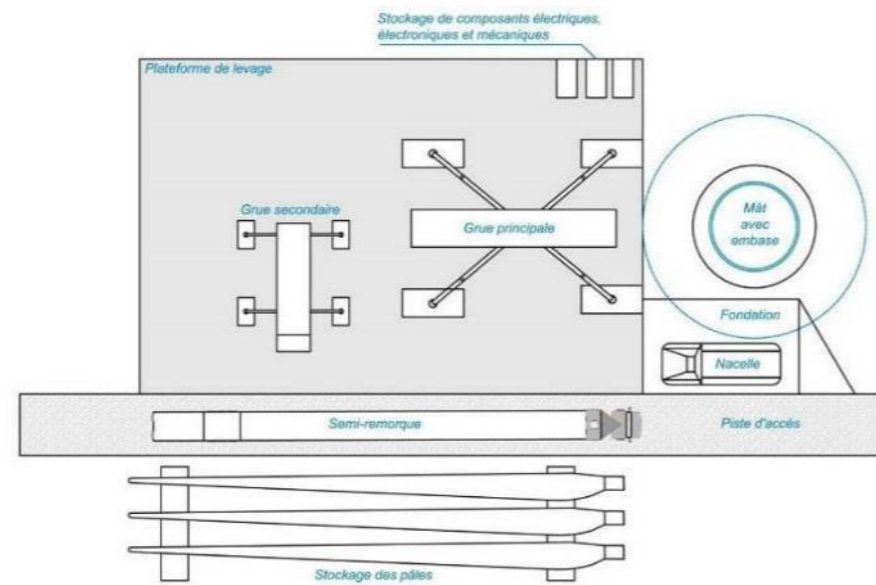 Stockage de composants électriques,
électroniques et mécaniques
Plateforme de levage
Grue secondaire
Grue principale
Mât
avec
embase
Fondation
Nacelle
Semi-remorque
Piste d'accès
Stockage des pâles